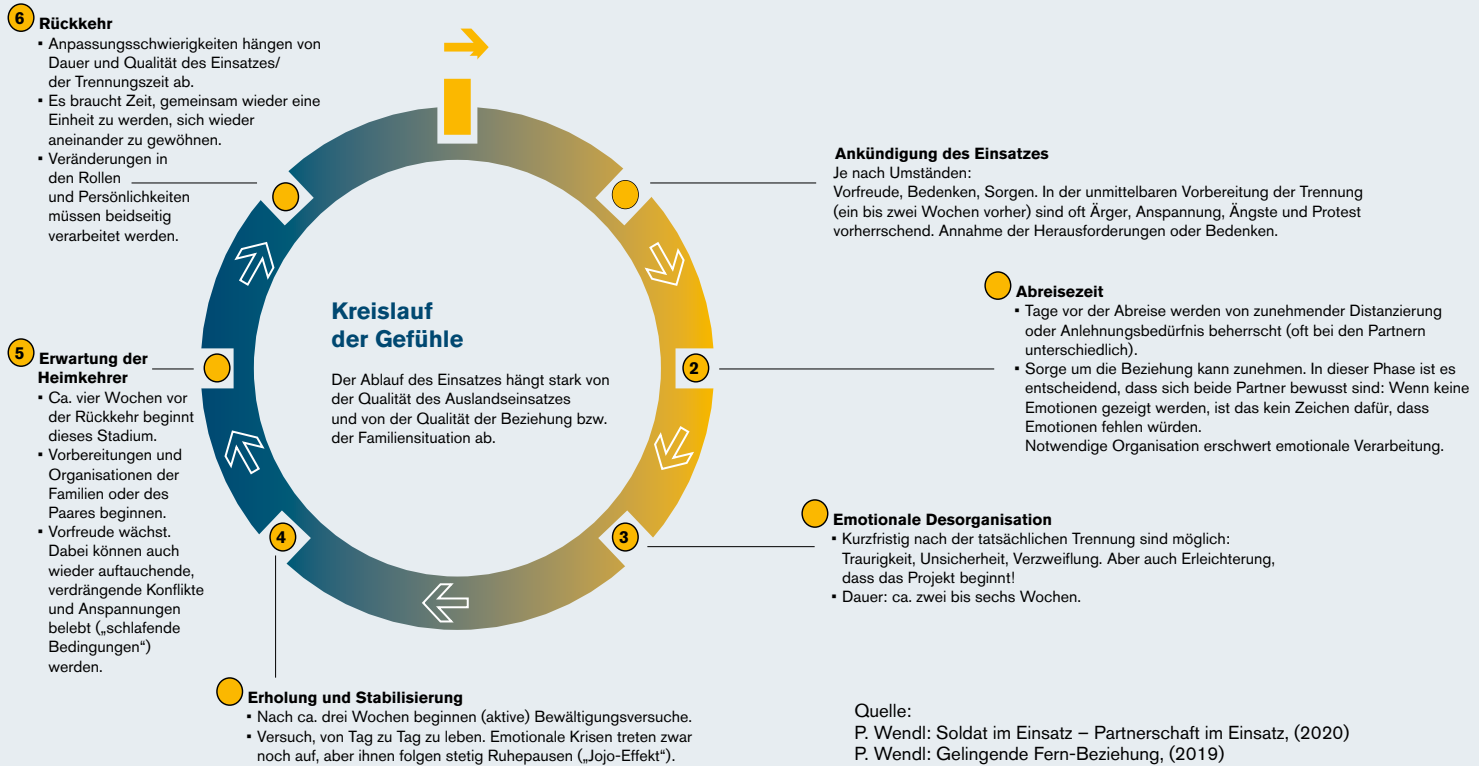 6
Rückkehr
▪ Anpassungsschwierigkeiten hängen von
Dauer und Qualität des Einsatzes/
der Trennungszeit ab.
▪ Es braucht Zeit, gemeinsam wieder eine
Einheit zu werden, sich wieder
aneinander zu gewöhnen.
▪ Veränderungen in
den Rollen
und Persönlichkeiten
müssen beidseitig
verarbeitet werden.
Ankündigung des Einsatzes
Je nach Umständen:
Vorfreude, Bedenken, Sorgen. In der unmittelbaren Vorbereitung der Trennung
(ein bis zwei Wochen vorher) sind oft Ärger, Anspannung, Ängste und Protest
vorherrschend. Annahme der Herausforderungen oder Bedenken.
Abreisezeit
▪ Tage vor der Abreise werden von zunehmender Distanzierung
oder Anlehnungsbedürfnis beherrscht (oft bei den Partnern
unterschiedlich).
▪ Sorge um die Beziehung kann zunehmen. In dieser Phase ist es
entscheidend, dass sich beide Partner bewusst sind: Wenn keine
Emotionen gezeigt werden, ist das kein Zeichen dafür, dass
Emotionen fehlen würden.
Notwendige Organisation erschwert emotionale Verarbeitung.
2
Kreislauf
der Gefühle
Der Ablauf des Einsatzes hängt stark von
der Qualität des Auslandseinsatzes
und von der Qualität der Beziehung bzw.
der Familiensituation ab.
5
Erwartung der
Heimkehrer
▪ Ca. vier Wochen vor
der Rückkehr beginnt
dieses Stadium.
▪ Vorbereitungen und
Organisationen der
Familien oder des
Paares beginnen.
▪ Vorfreude wächst.
Dabei können auch
wieder auftauchende,
verdrängende Konflikte
und Anspannungen
belebt („schlafende
Bedingungen“)
werden.
4
3
Emotionale Desorganisation
▪ Kurzfristig nach der tatsächlichen Trennung sind möglich:
Traurigkeit, Unsicherheit, Verzweiflung. Aber auch Erleichterung,
dass das Projekt beginnt!
▪ Dauer: ca. zwei bis sechs Wochen.
Erholung und Stabilisierung
▪ Nach ca. drei Wochen beginnen (aktive) Bewältigungsversuche.
▪ Versuch, von Tag zu Tag zu leben. Emotionale Krisen treten zwar
noch auf, aber ihnen folgen stetig Ruhepausen („Jojo-Effekt“).
Quelle:
P. Wendl: Soldat im Einsatz – Partnerschaft im Einsatz, (2020)
P. Wendl: Gelingende Fern-Beziehung, (2019)